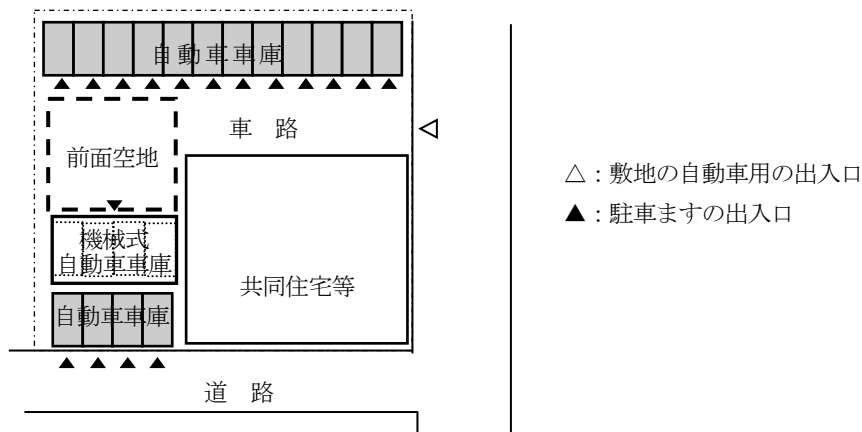 自動車車庫
車 路
前面空地
機械式
自動車車庫
共同住宅等
自動車車庫
道 路
△：敷地の自動車用の出入口
▲：駐車ますの出入口